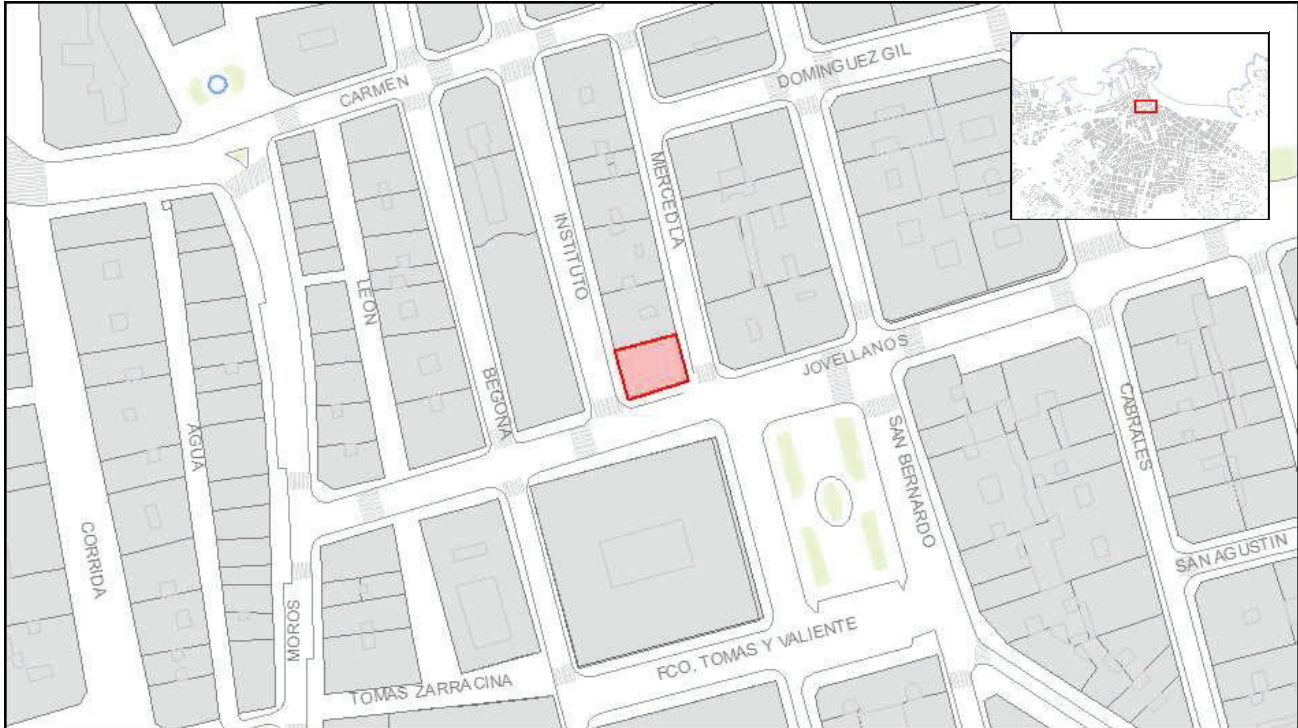 CARMEN
DOMINGUEZ GIL
MERCED LA
INSTITUTO
LEON
BEGOÑA
JOVELLANOS
AGUA
CABRALES
SAN BERNARDO
CORRIDA
MOROS
SAN AGUSTIN
FCO. TOMAS Y VALIENTE
TOMAS ZARRACINA